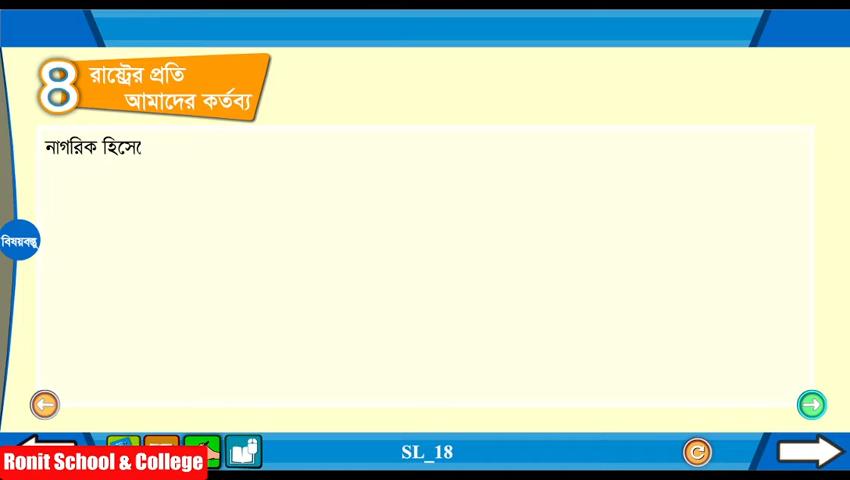 ৪
রাষ্ট্রের প্রতি
আমাদের কর্তব্য
নাগরিক হিসে
বিষয়বস্তু
SL_18
Ronit School & College